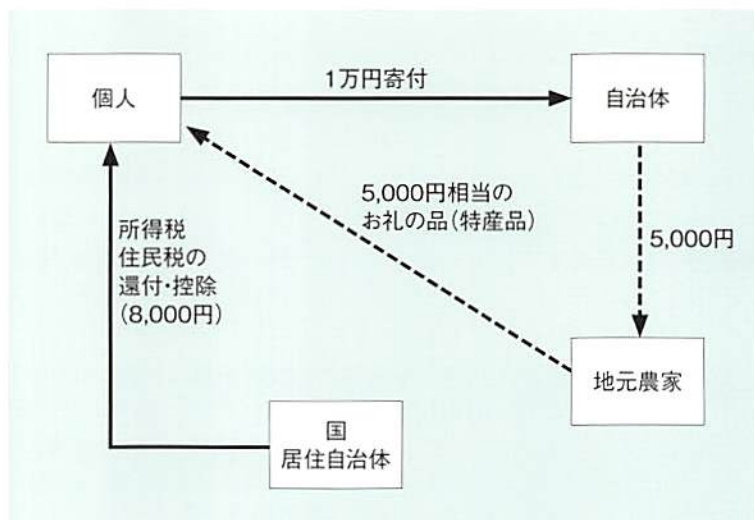 個人
1万円寄付
自治体
5,000円相当の
お礼の品(特産品)
所得税
住民税の
還付・控除
(8,000円)
5,000円
地元農家
国
居住自治体